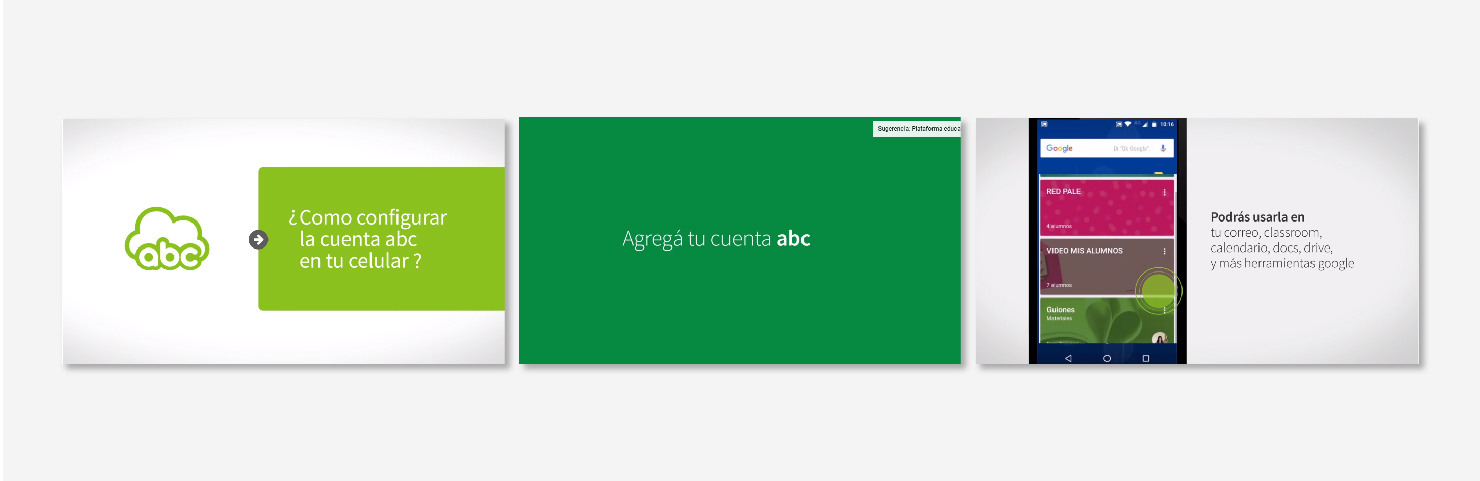 abc
¿Como configurar
la cuenta abc
en tu celular ?
Sugerencia: Plataforma educa
Agregá tu cuenta abc
10:16
Google
Di "Ok Google".
RED PALE
4 alumnos
VIDEO MIS ALUMNOS
7 alumnos
Guiones
Materiales
Podrás usarla en
tu correo, classroom,
calendario, docs, drive,
y más herramientas google